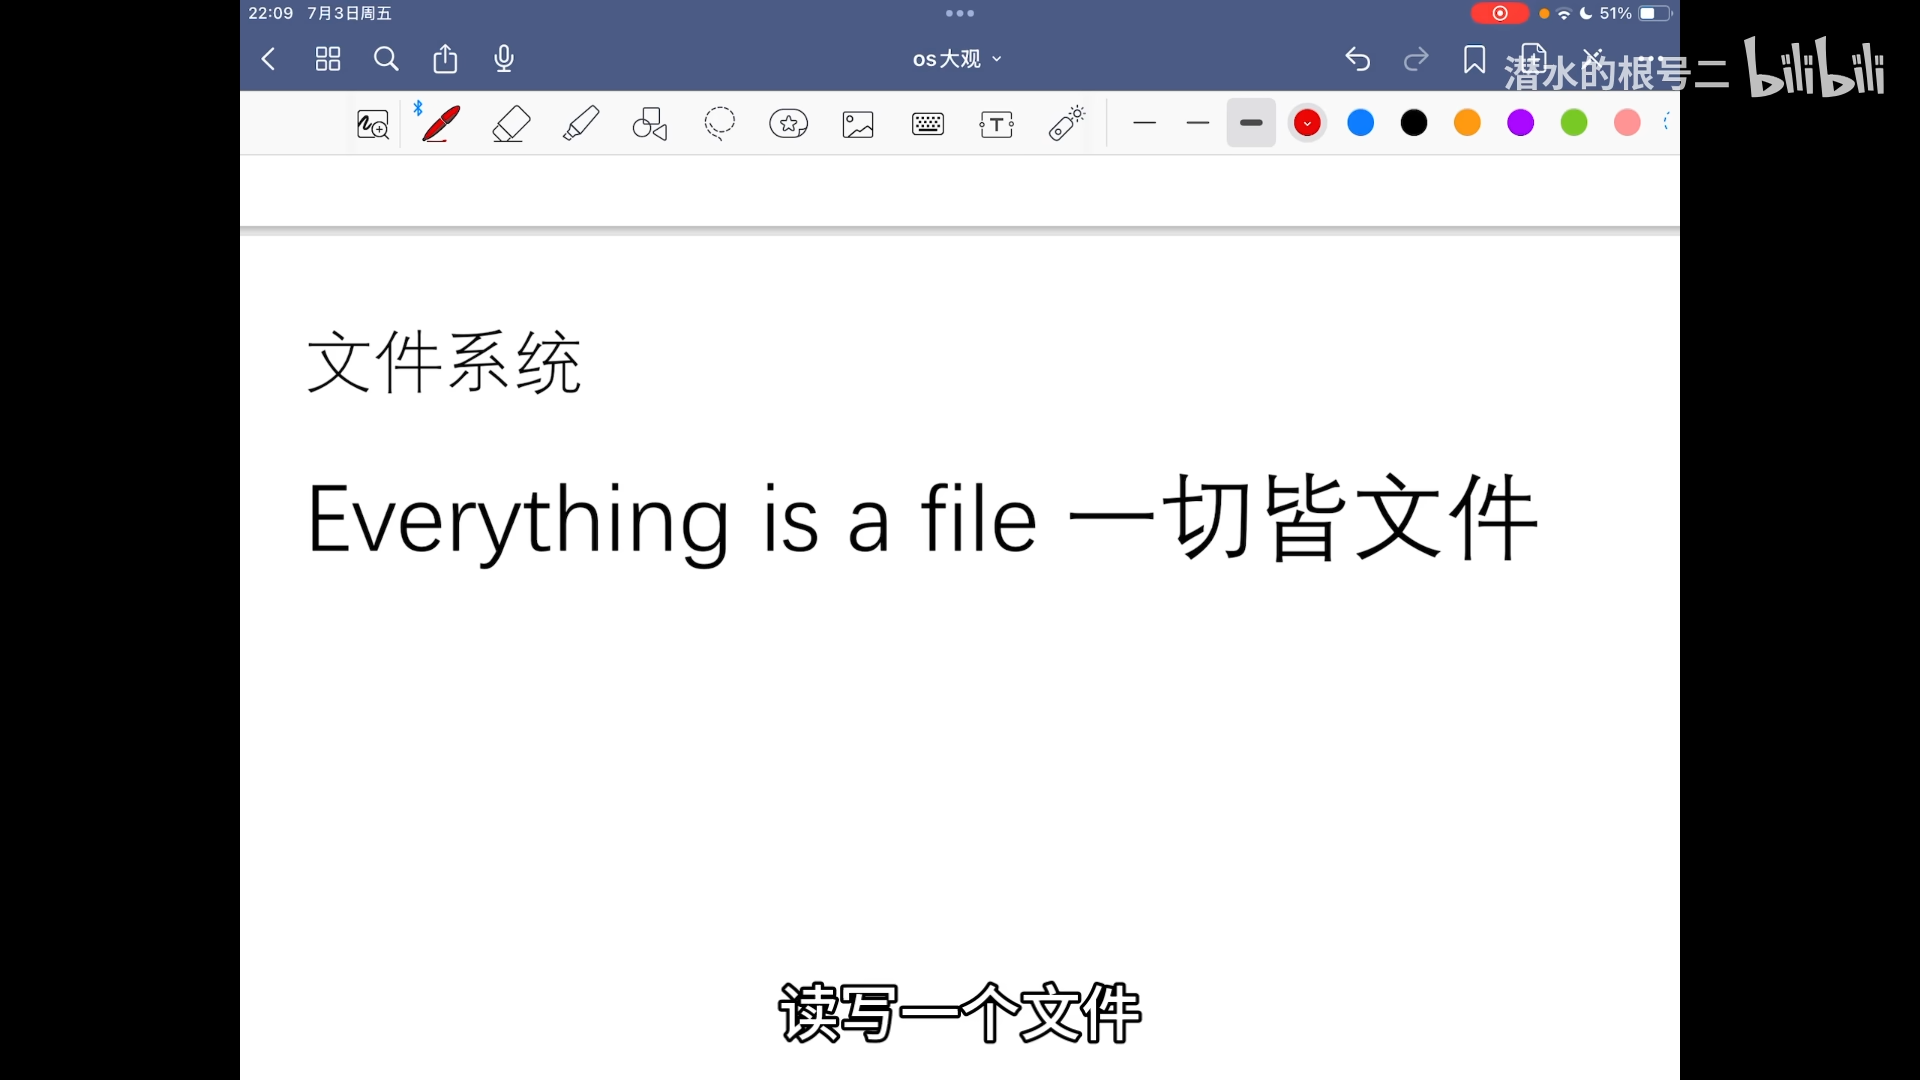 22:09 7月3日周五
51%
os大观
潜水的根号二 bilibili
T
文件系统
Everything is a file 一切皆文件
读写一个文件